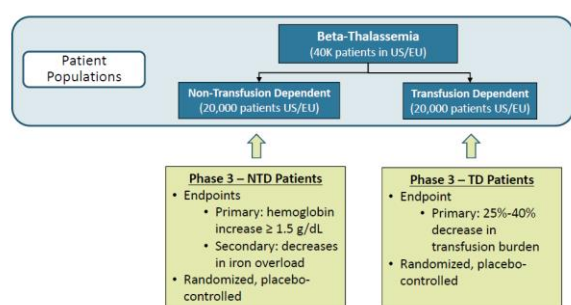 Patient
Populations
Beta-Thalassemia
(40K patients in US/EU)
Non-Transfusion Dependent
(20,000 patients US/EU)
Transfusion Dependent
(20,000 patients US/EU)
Phase 3 – NTD Patients
• Endpoints
• Primary: hemoglobin
increase ≥ 1.5 g/dL
• Secondary: decreases
in iron overload
• Randomized, placebo-
controlled
Phase 3 – TD Patients
• Endpoint
• Primary: 25%-40%
decrease in
transfusion burden
• Randomized, placebo-
controlled